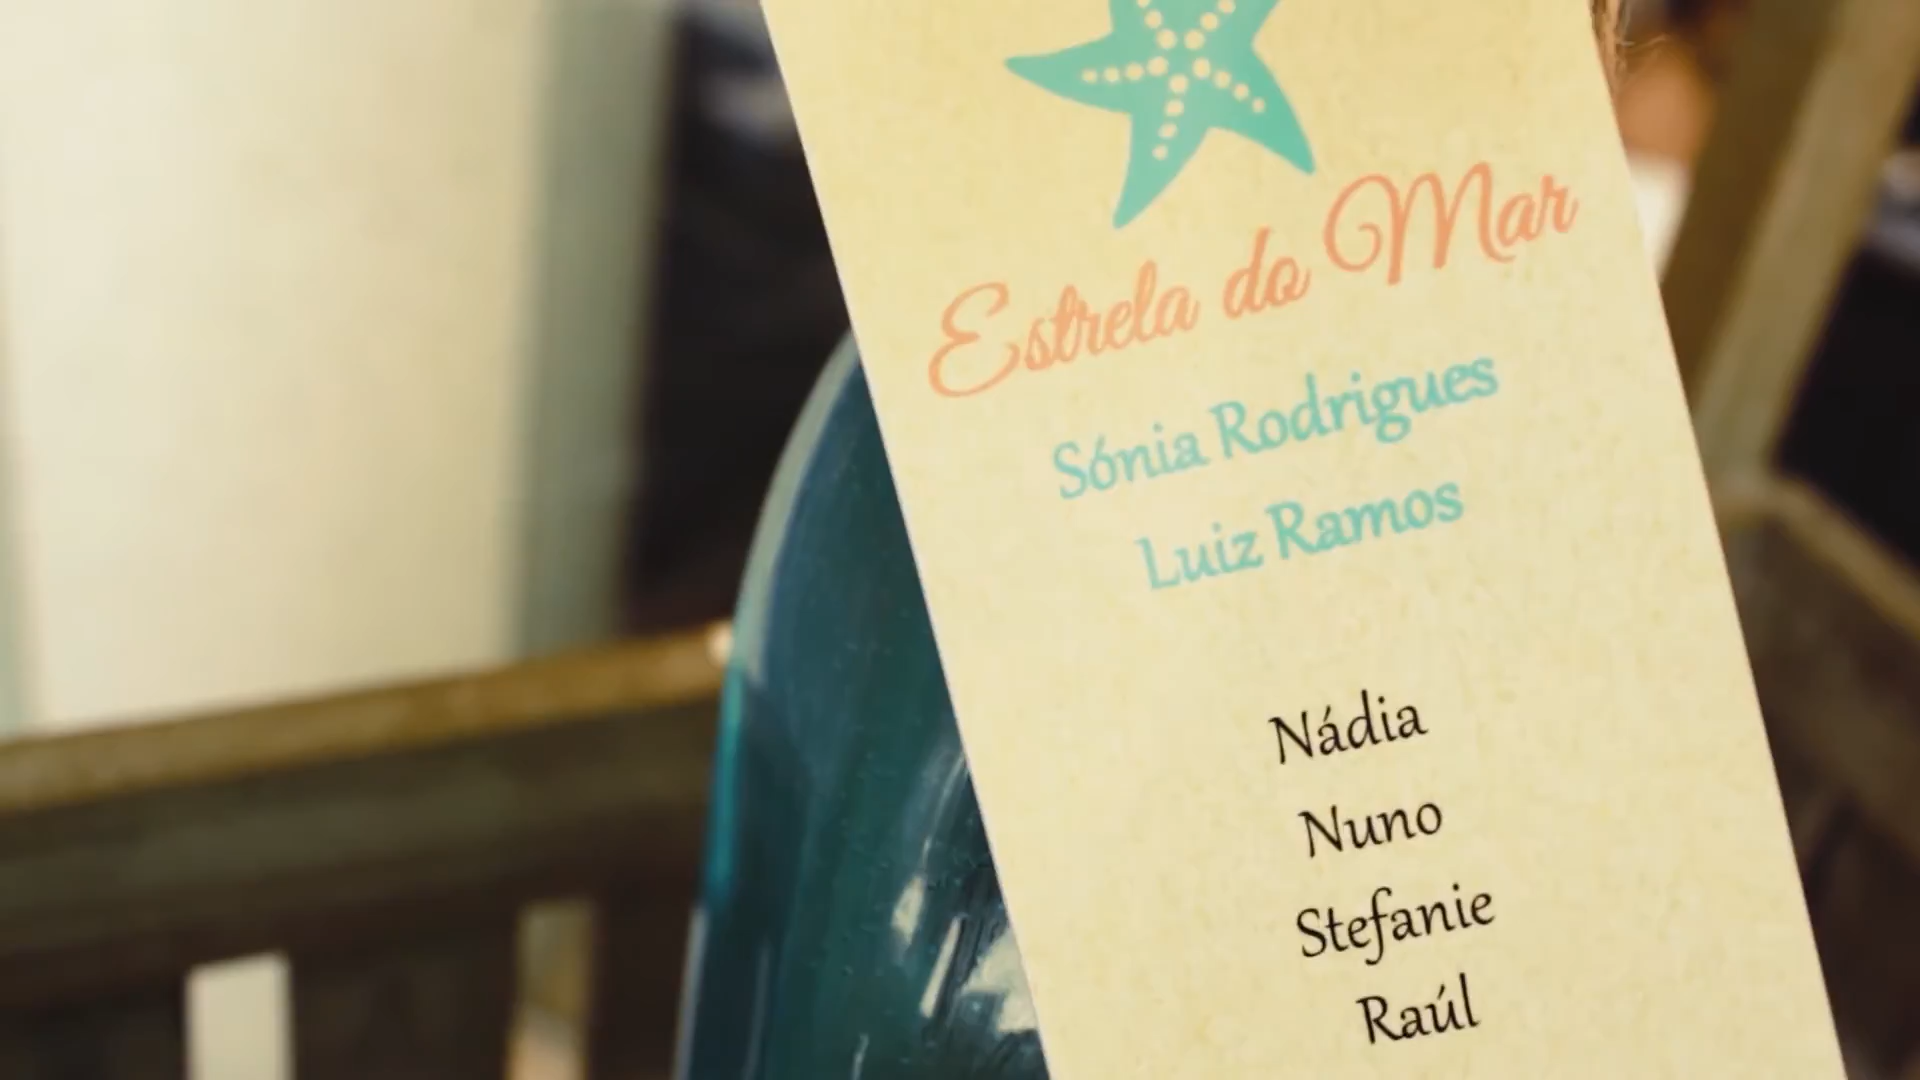 Estrela do Mar
Sónia Rodrigues
Luiz Ramos
Nádia
Nuno
Stefanie
Raúl